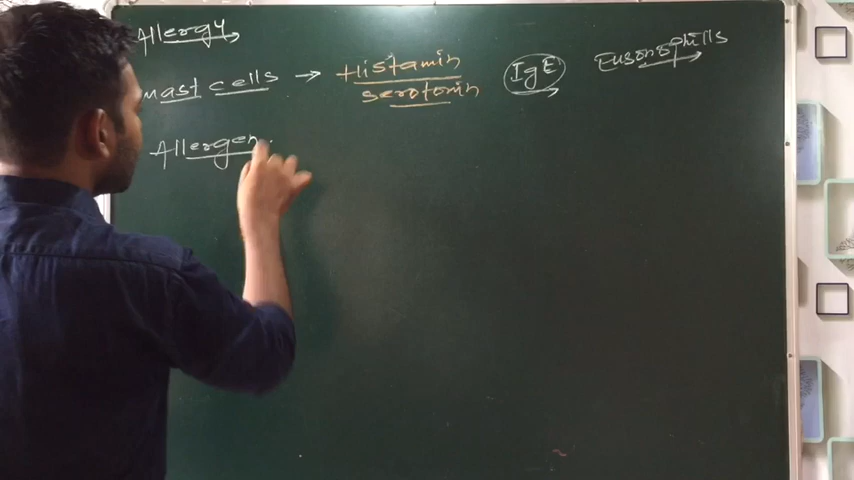 Allergy
mast cells → Histamin IgE Eusonophills
serotonin
Allergen